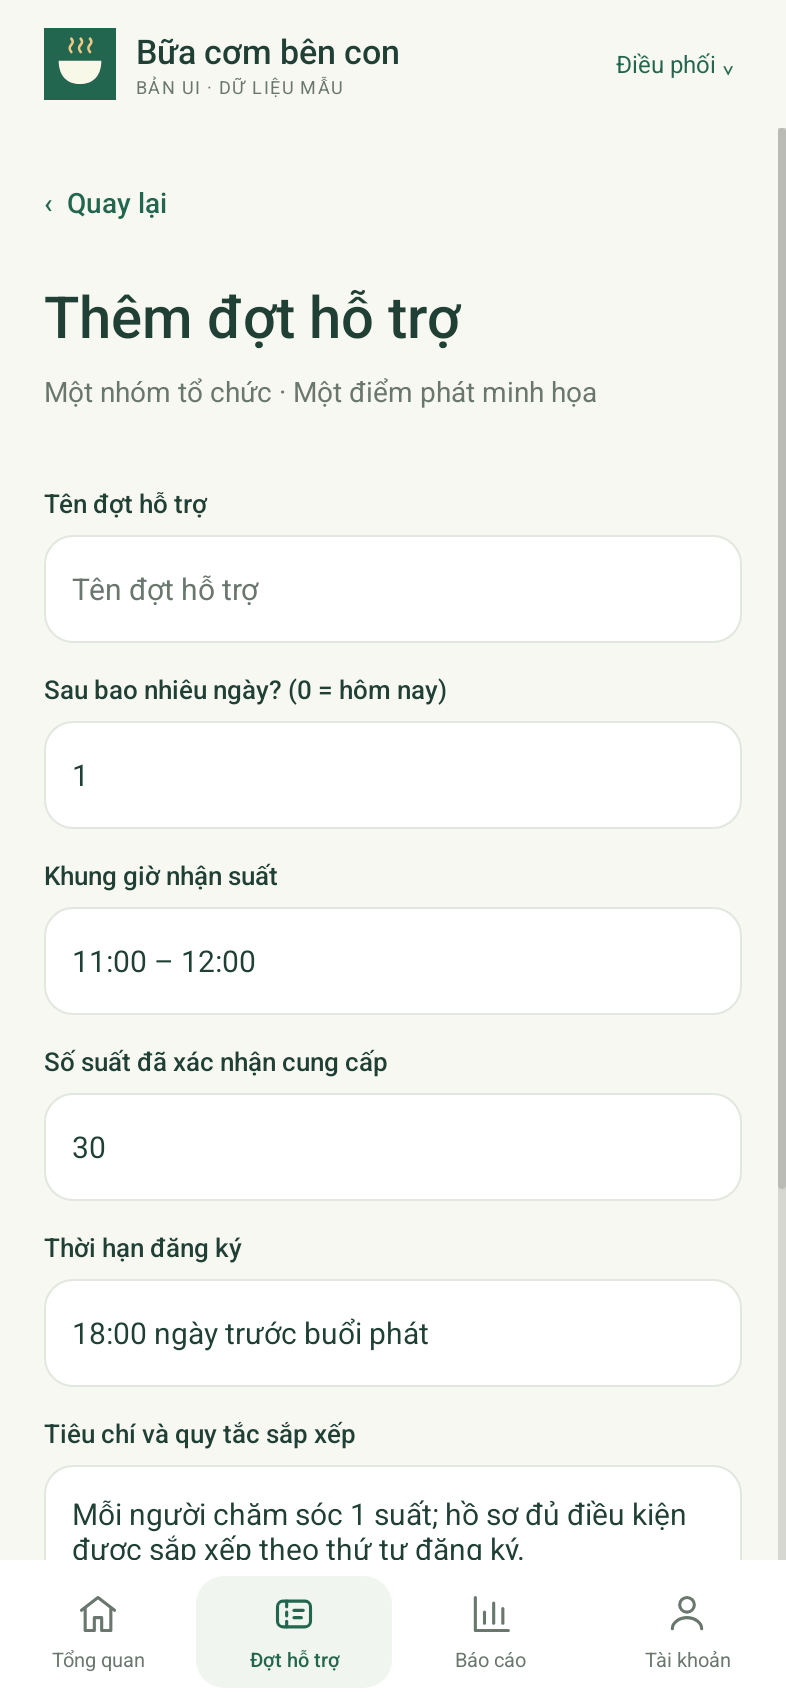 Bữa cơm bên con
BẢN UI · DỮ LIỆU MẪU
Điều phối ˅
‹ Quay lại
Thêm đợt hỗ trợ
Một nhóm tổ chức · Một điểm phát minh họa
Tên đợt hỗ trợ
Tên đợt hỗ trợ
Sau bao nhiêu ngày? (0 = hôm nay)
1
Khung giờ nhận suất
11:00 – 12:00
Số suất đã xác nhận cung cấp
30
Thời hạn đăng ký
18:00 ngày trước buổi phát
Tiêu chí và quy tắc sắp xếp
Mỗi người chăm sóc 1 suất; hồ sơ đủ điều kiện
được sắp xếp theo thứ tự đăng ký.
Tổng quan
Đợt hỗ trợ
Báo cáo
Tài khoản